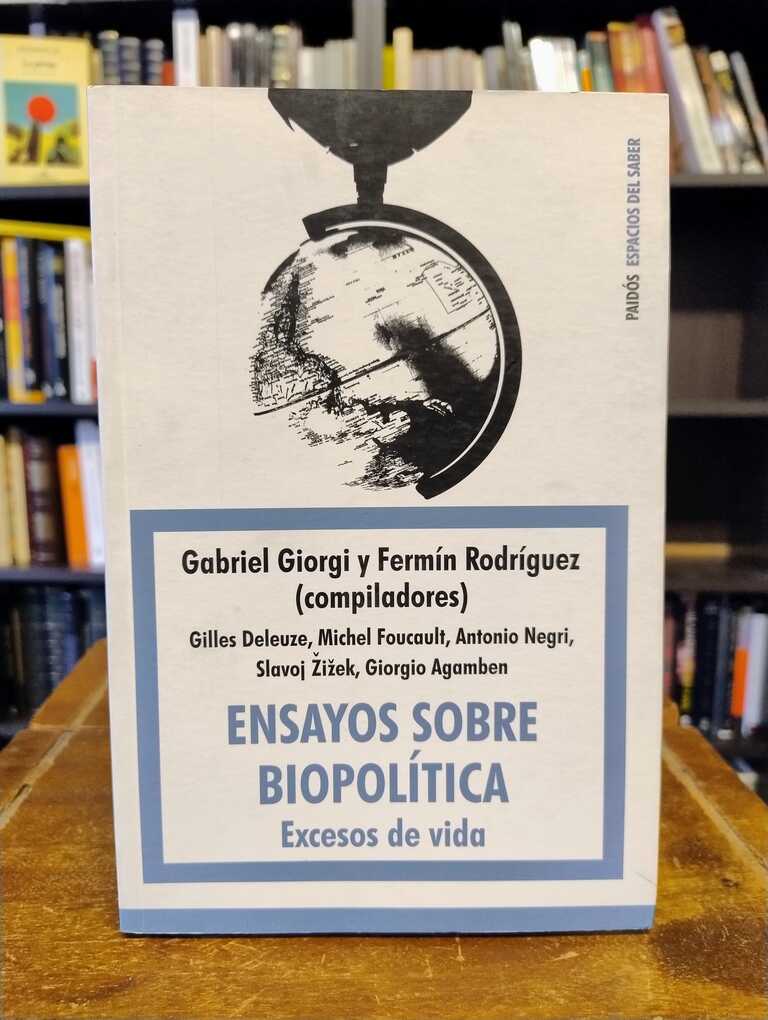 PAIDÓS ESPACIOS DEL SABER
Gabriel Giorgi y Fermín Rodríguez
(compiladores)
Gilles Deleuze, Michel Foucault, Antonio Negri,
Slavoj Žižek, Giorgio Agamben
ENSAYOS SOBRE
BIOPOLÍTICA
Excesos de vida